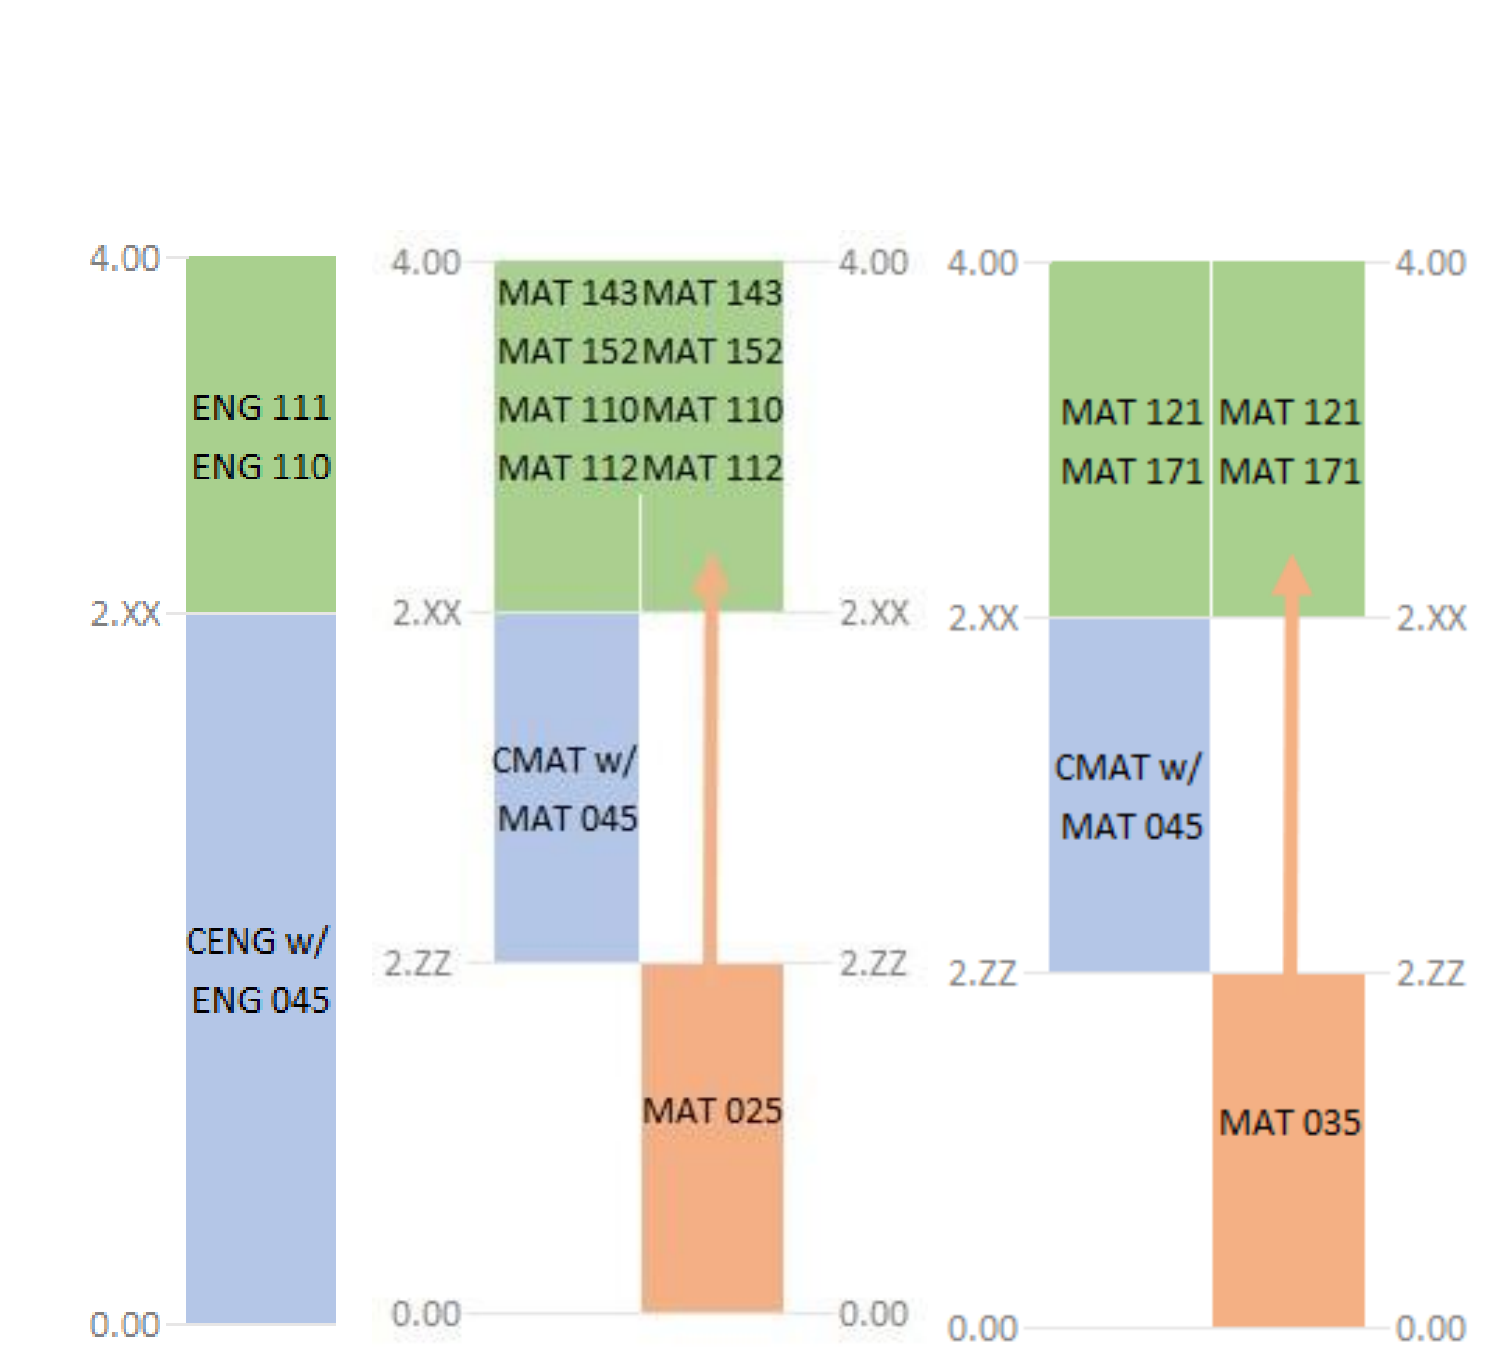 4.00
ENG 111
ENG 110
2.XX
CENG w/
ENG 045
0.00
4.00 4.00
MAT 143 MAT 143
MAT 152 MAT 152
MAT 110 MAT 110
MAT 112 MAT 112
2.XX 2.XX
CMAT w/
MAT 045
2.ZZ 2.ZZ
MAT 025
0.00 0.00
4.00 4.00
MAT 121 MAT 121
MAT 171 MAT 171
2.XX 2.XX
CMAT w/
MAT 045
2.ZZ 2.ZZ
MAT 035
0.00 0.00